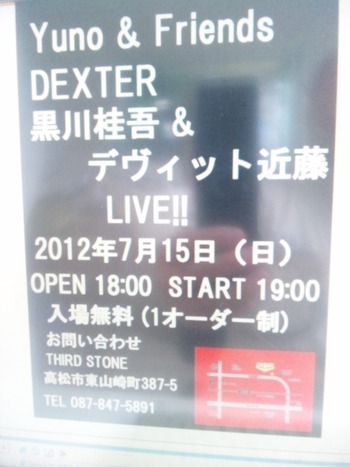 Yuno & Friends
DEXTER
黒川桂吾 &
デヴィット近藤
LIVE!!
2012年7月15日（日）
OPEN 18:00 START 19:00
入場無料 (1オーダー制)
お問い合わせ
THIRD STONE
高松市東山崎町387-5
TEL 087-847-5891